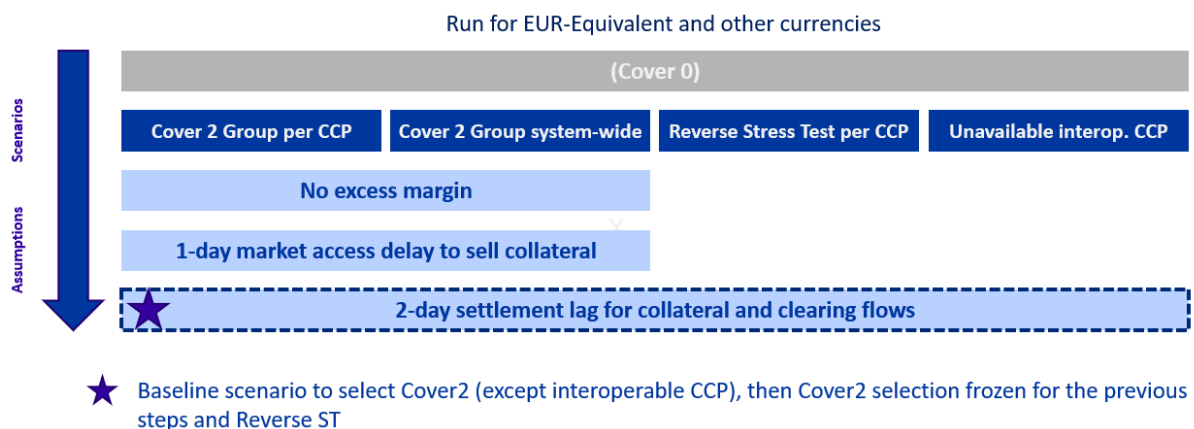 Run for EUR-Equivalent and other currencies
(Cover 0)
Scenarios
Cover 2 Group per CCP
Cover 2 Group system-wide
Reverse Stress Test per CCP
Unavailable interop. CCP
No excess margin
Assumptions
1-day market access delay to sell collateral
2-day settlement lag for collateral and clearing flows
Baseline scenario to select Cover2 (except interoperable CCP), then Cover2 selection frozen for the previous
steps and Reverse ST